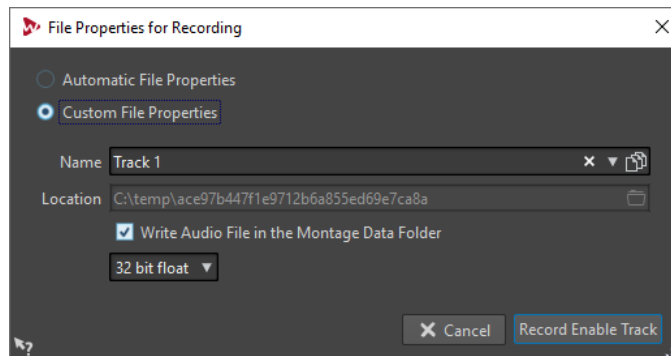 File Properties for Recording
Automatic File Properties
Custom File Properties
Name Track 1
Location C:\temp\ace97b447f1e9712b6a855ed69e7ca8a
Write Audio File in the Montage Data Folder
32 bit float
Cancel Record Enable Track